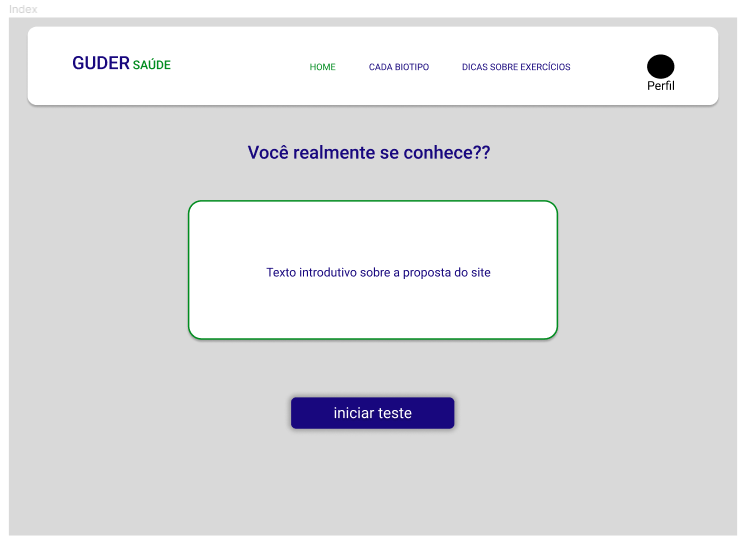 Index
GUDER SAÚDE
HOME CADA BIOTIPO DICAS SOBRE EXERCÍCIOS
Perfil
Você realmente se conhece??
Texto introdutivo sobre a proposta do site
iniciar teste